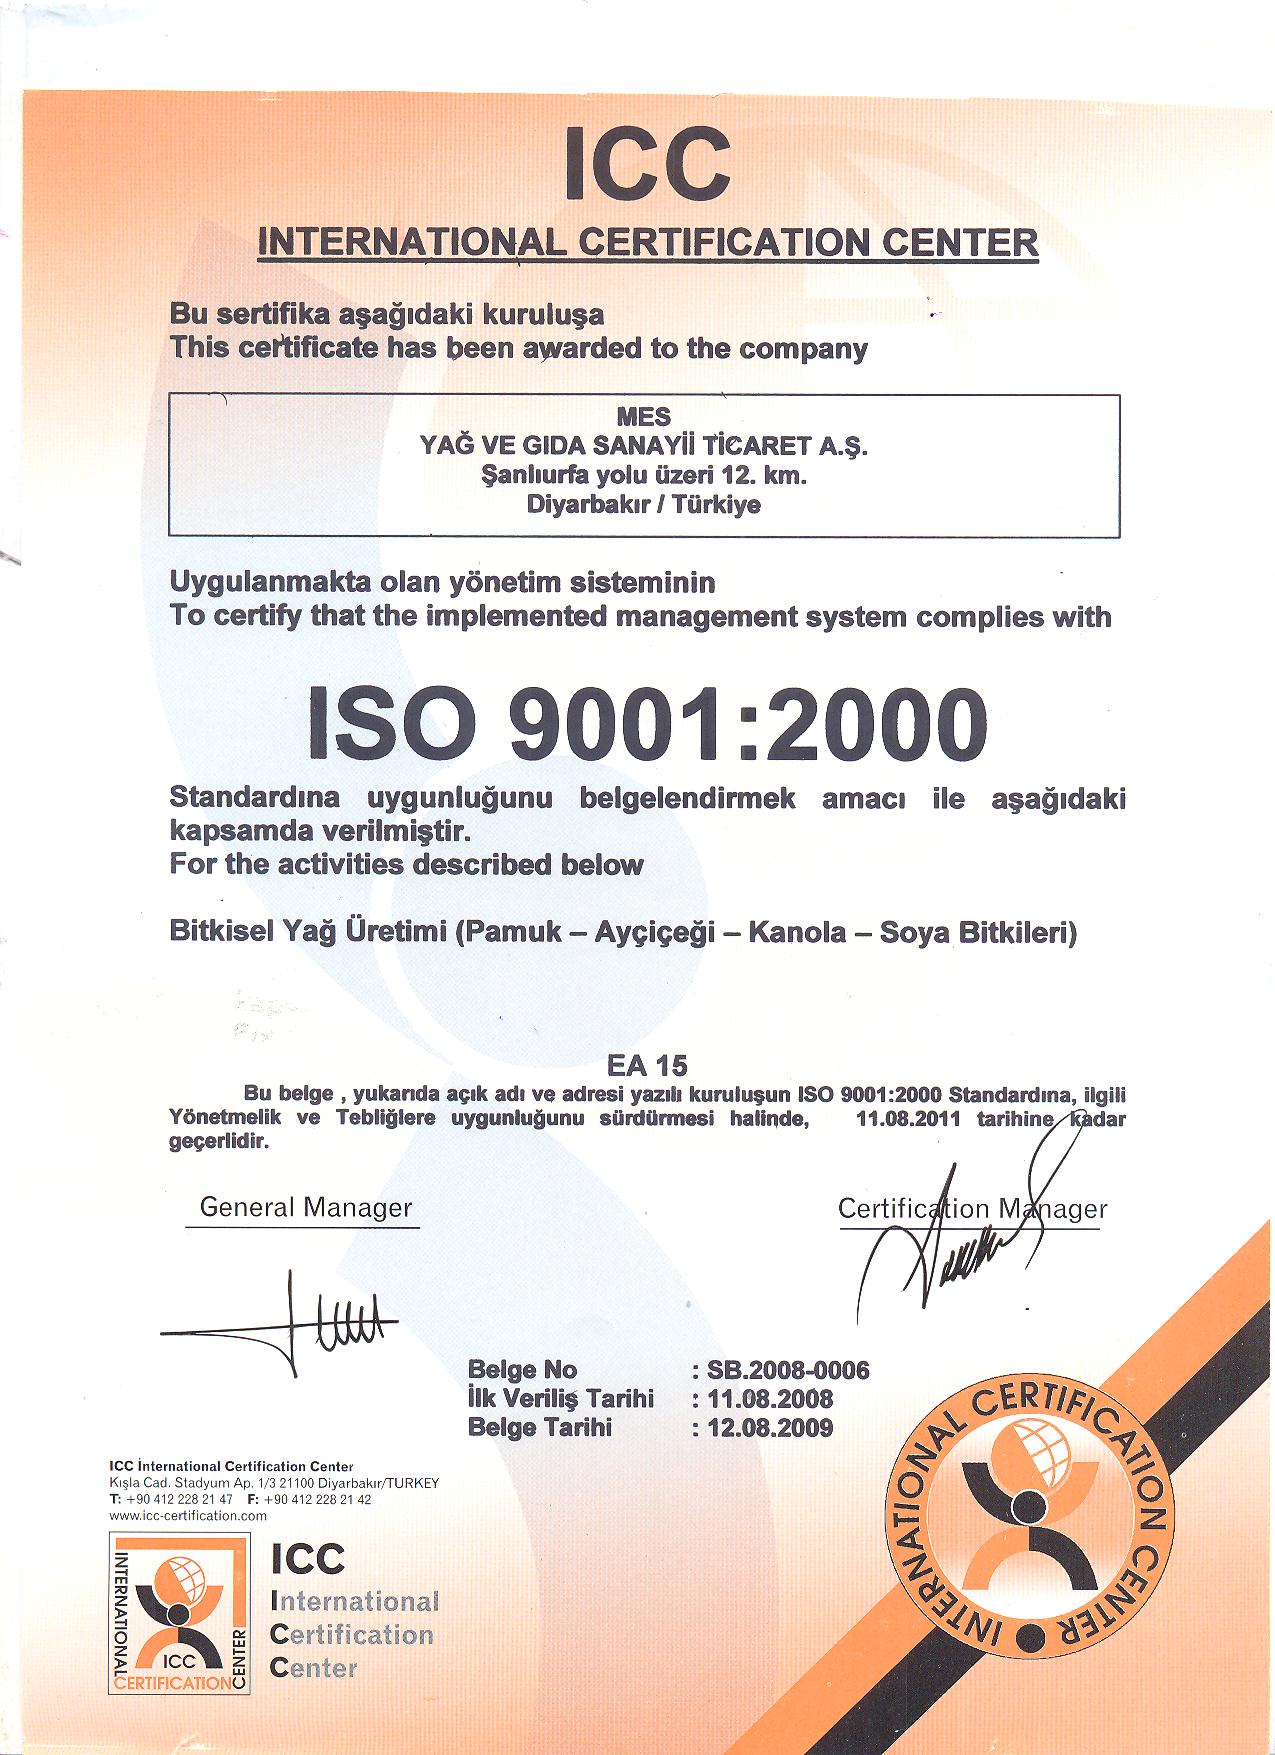 ICC
INTERNATIONAL CERTIFICATION CENTER
Bu sertifika aşağıdaki kuruluşa
This certificate has been awarded to the company
MES
YAĞ VE GIDA SANAYİİ TİCARET A.Ş.
Şanlıurfa yolu üzeri 12. km.
Diyarbakır / Türkiye
Uygulanmakta olan yönetim sisteminin
To certify that the implemented management system complies with
ISO 9001:2000
Standardına uygunluğunu belgelendirmek amacı ile aşağıdaki
kapsamda verilmiştir.
For the activities described below
Bitkisel Yağ Üretimi (Pamuk – Ayçiçeği – Kanola – Soya Bitkileri)
EA 15
Bu belge , yukarıda açık adı ve adresi yazılı kuruluşun ISO 9001:2000 Standardına, ilgili
Yönetmelik ve Tebliğlere uygunluğunu sürdürmesi halinde, 11.08.2011 tarihine kadar
geçerlidir.
General Manager
Certification Manager
Belge No : SB.2008-0006
İlk Veriliş Tarihi : 11.08.2008
Belge Tarihi : 12.08.2009
ICC İnternational Certification Center
Kışla Cad. Stadyum Ap. 1/3 21100 Diyarbakır/TURKEY
T: +90 412 228 21 47 F: +90 412 228 21 42
www.icc-certification.com
INTERNATIONAL
ICC
CERTIFICATION
CENTER
ICC
International
Certification
Center
INTERNATIONAL CERTIFICATION CENTER